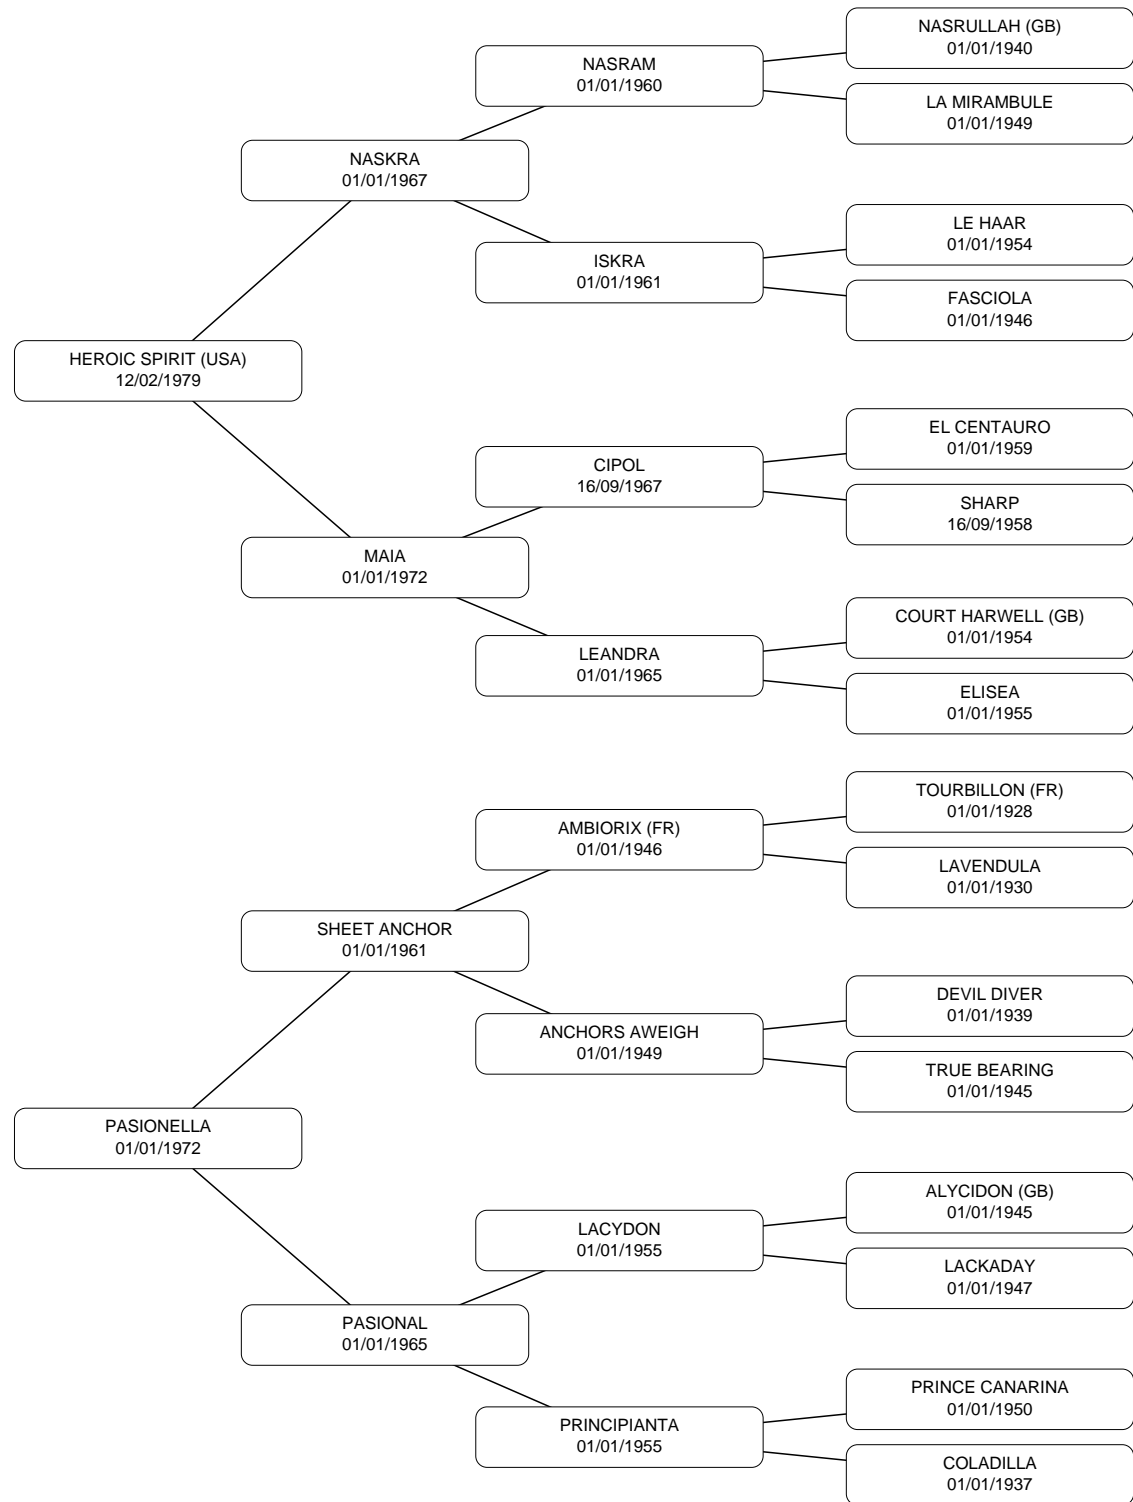 NASRULLAH (GB)
01/01/1940
NASRAM
01/01/1960
LA MIRAMBULE
01/01/1949
NASKRA
01/01/1967
LE HAAR
01/01/1954
ISKRA
01/01/1961
FASCIOLA
01/01/1946
HEROIC SPIRIT (USA)
12/02/1979
EL CENTAURO
01/01/1959
CIPOL
16/09/1967
SHARP
16/09/1958
MAIA
01/01/1972
COURT HARWELL (GB)
01/01/1954
LEANDRA
01/01/1965
ELISEA
01/01/1955
TOURBILLON (FR)
01/01/1928
AMBIORIX (FR)
01/01/1946
LAVENDULA
01/01/1930
SHEET ANCHOR
01/01/1961
DEVIL DIVER
01/01/1939
ANCHORS AWEIGH
01/01/1949
TRUE BEARING
01/01/1945
PASIONELLA
01/01/1972
ALYCIDON (GB)
01/01/1945
LACYDON
01/01/1955
LACKADAY
01/01/1947
PASIONAL
01/01/1965
PRINCE CANARINA
01/01/1950
PRINCIPIANTA
01/01/1955
COLADILLA
01/01/1937